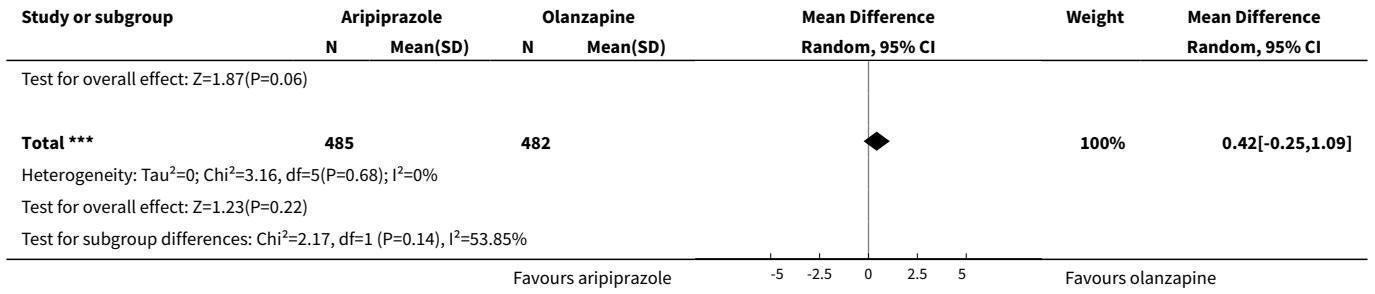 Study or subgroup Aripiprazole Olanzapine Mean Difference Weight Mean Difference
N Mean(SD) N Mean(SD) Random, 95% CI Random, 95% CI
Test for overall effect: Z=1.87(P=0.06)
Total *** 485 482 100% 0.42[-0.25,1.09]
Heterogeneity: Tau²=0; Chi²=3.16, df=5(P=0.68); I²=0%
Test for overall effect: Z=1.23(P=0.22)
Test for subgroup differences: Chi²=2.17, df=1 (P=0.14), I²=53.85%
Favours aripiprazole -5 -2.5 0 2.5 5 Favours olanzapine